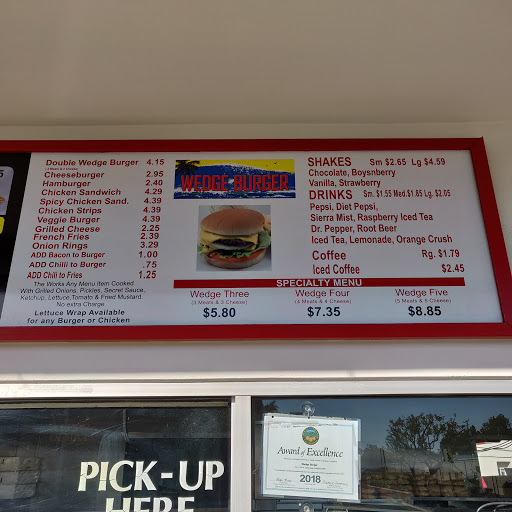 Double Wedge Burger 4.15
Cheeseburger 2.95
Hamburger 2.40
Chicken Sandwich 4.29
Spicy Chicken Sand. 4.39
Chicken Strips 4.39
Veggie Burger 4.39
Grilled Cheese 2.25
French Fries 2.39
Onion Rings 3.29
ADD Bacon to Burger 1.00
ADD Chili to Burger .75
ADD Chili to Fries 1.25
The Works Any Menu Item Cooked
With Grilled Onions, Pickles, Secret Sauce,
Ketchup, Lettuce,Tomato & Fried Mustard.
No extra Charge
Lettuce Wrap Available
for any Burger or Chicken
WEDGE BURGER
SHAKES Sm $2.65 Lg $4.59
Chocolate, Boysnberry
Vanilla, Strawberry
DRINKS Sm. $1.55 Med.$1.85 Lg. $2.05
Pepsi, Diet Pepsi,
Sierra Mist, Raspberry Iced Tea
Dr. Pepper, Root Beer
Iced Tea, Lemonade, Orange Crush
Coffee Rg. $1.79
Iced Coffee $2.45
SPECIALTY MENU
Wedge Three Wedge Four Wedge Five
(3 Meats & 3 Cheese) (4 Meats & 4 Cheese) (5 Meats & 5 Cheese)
$5.80 $7.35 $8.85
PICK-UP
HERE
Award of Excellence
Wedge Burger
2018